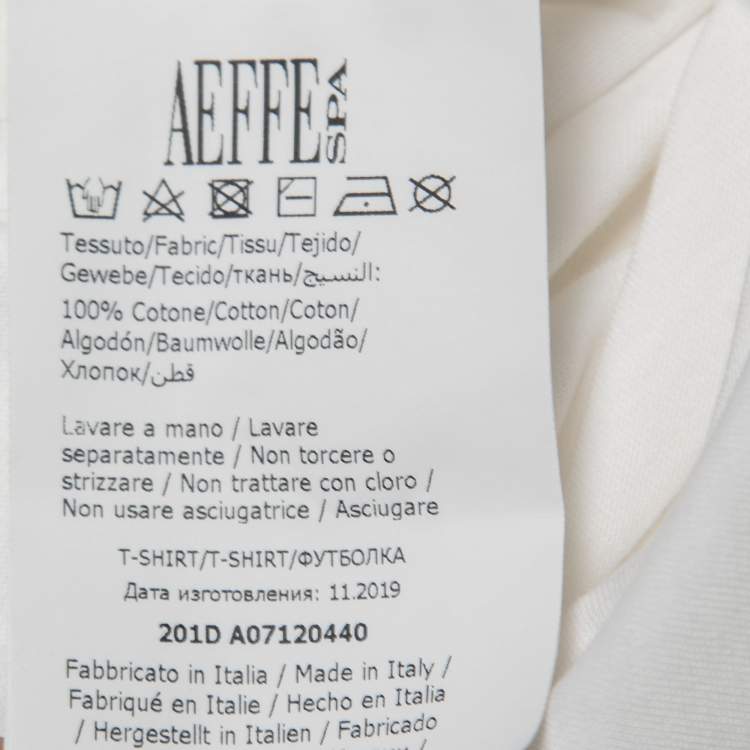 AEFFE SPA
Tessuto/Fabric/Tissu/Tejido/
Gewebe/Tecido/ткань/النسيج:
100% Cotone/Cotton/Coton/
Algodón/Baumwolle/Algodão/
Хлопок/قطن
Lavare a mano / Lavare
separatamente / Non torcere o
strizzare / Non trattare con cloro /
Non usare asciugatrice / Asciugare
T-SHIRT/T-SHIRT/ФУТБОЛКА
Дата изготовления: 11.2019
201D A07120440
Fabbricato in Italia / Made in Italy /
Fabriqué en Italie / Hecho en Italia
/ Hergestellt in Italien / Fabricado